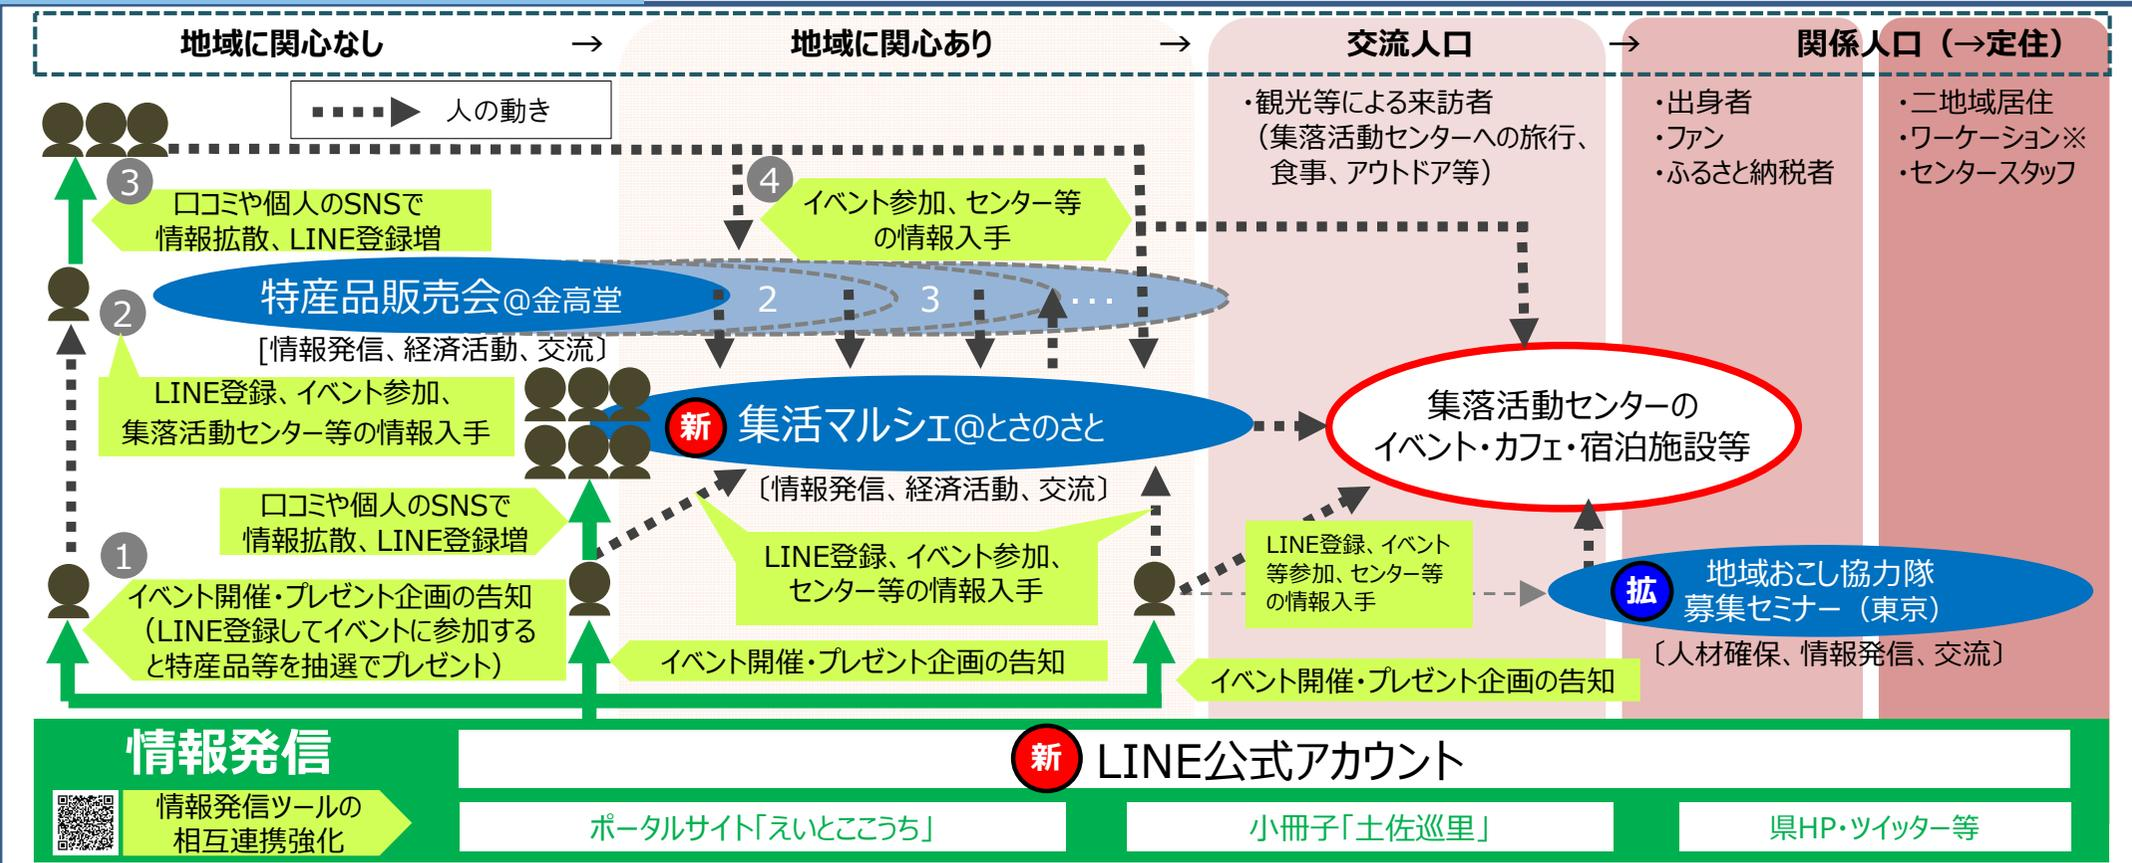 地域に関心なし → 地域に関心あり → 交流人口 → 関係人口（→定住）
人の動き
・観光等による来訪者
（集落活動センターへの旅行、
食事、アウトドア等）
・出身者
・ファン
・ふるさと納税者
・二地域居住
・ワーケーション※
・センタースタッフ
3
口コミや個人のSNSで
情報拡散、LINE登録増
4
イベント参加、センター等
の情報入手
特産品販売会@金高堂
2
3
…
[情報発信、経済活動、交流〕
2
LINE登録、イベント参加、
集落活動センター等の情報入手
新 集活マルシェ@とさのさと
〔情報発信、経済活動、交流〕
集落活動センターの
イベント・カフェ・宿泊施設等
口コミや個人のSNSで
情報拡散、LINE登録増
LINE登録、イベント参加、
センター等の情報入手
LINE登録、イベント
等参加、センター等
の情報入手
拡
地域おこし協力隊
募集セミナー（東京）
〔人材確保、情報発信、交流〕
1
イベント開催・プレゼント企画の告知
（LINE登録してイベントに参加する
と特産品等を抽選でプレゼント）
イベント開催・プレゼント企画の告知
イベント開催・プレゼント企画の告知
情報発信
新 LINE公式アカウント
情報発信ツールの
相互連携強化
ポータルサイト「えいとここうち」
小冊子「土佐巡里」
県HP・ツイッター等